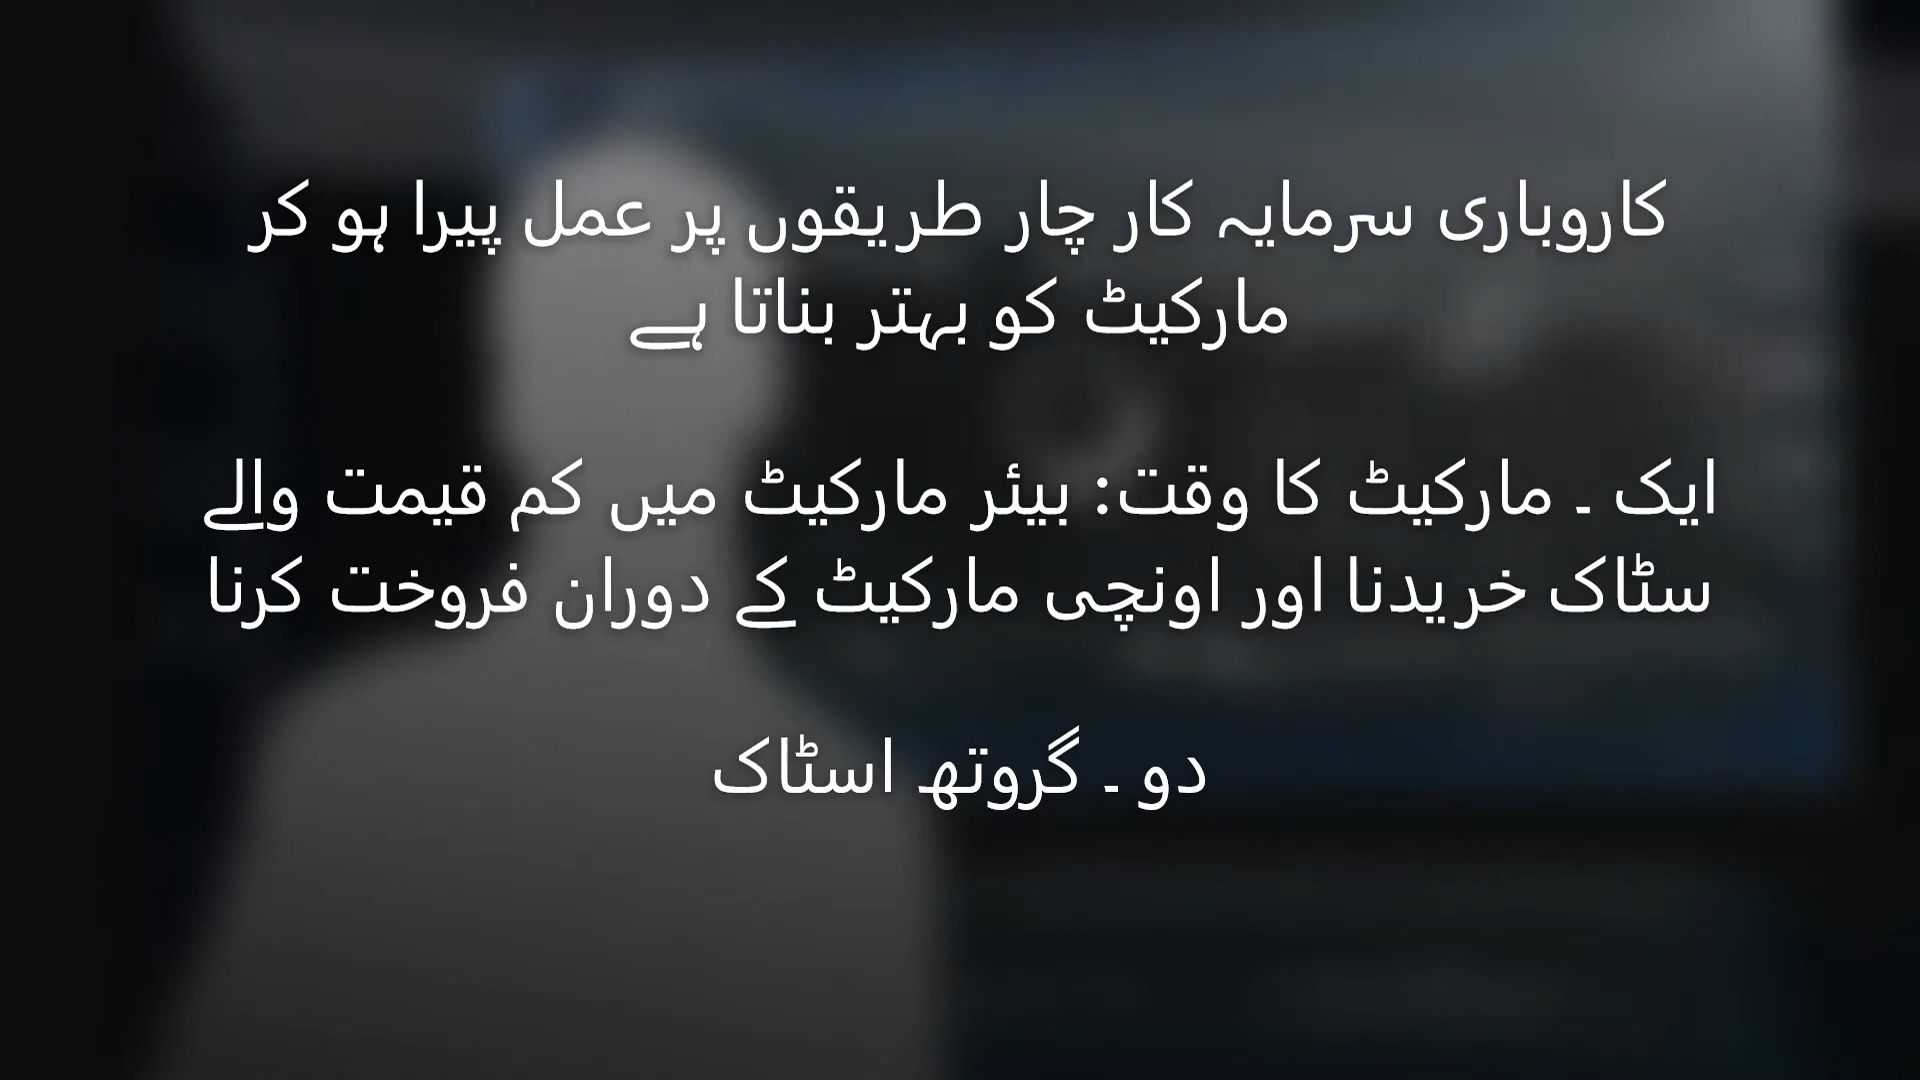 کاروباری سرمایہ کار چار طریقوں پر عمل پیرا ہو کر
مارکیٹ کو بہتر بناتا ہے
ایک ۔ مارکیٹ کا وقت: بیئر مارکیٹ میں کم قیمت والے
سٹاک خریدنا اور اونچی مارکیٹ کے دوران فروخت کرنا
دو ۔ گروتھ اسٹاک